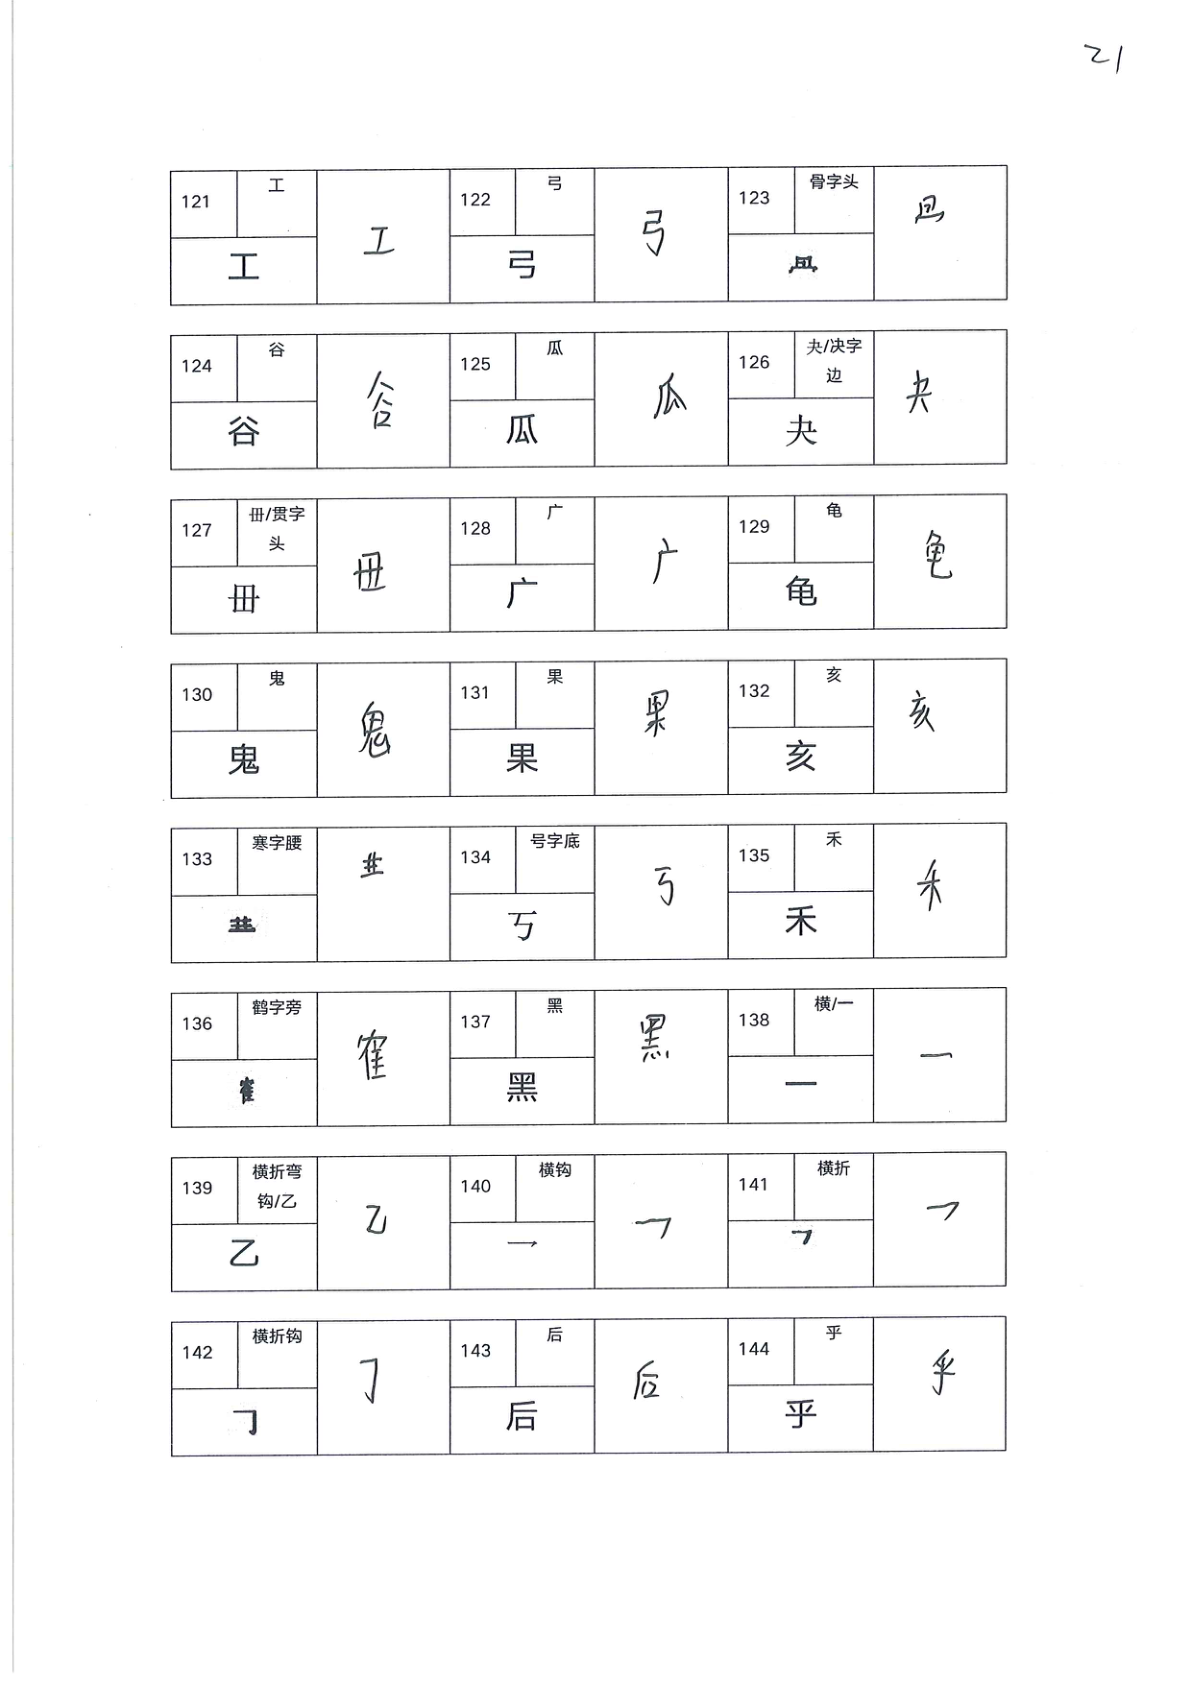 21
121 工 工 工
122 弓 弓 弓
123 骨字头
124 谷 谷 谷
125 瓜 瓜 瓜
126 夬/决字边 夬 夬
127 毌/贯字头 毌 毌
128 广 广 广
129 龟 龟 龟
130 鬼 鬼 鬼
131 果 果 果
132 亥 亥 亥
133 寒字腰
134 号字底 丂 丂
135 禾 禾 禾
136 鹤字旁 隺 隺
137 黑 黑 黑
138 横/一 一 一
139 横折弯钩/乙 乙 乙
140 横钩 乛 乛
141 横折 𠃍 𠃍
142 横折钩 𠃌 𠃌
143 后 后 后
144 乎 乎 乎